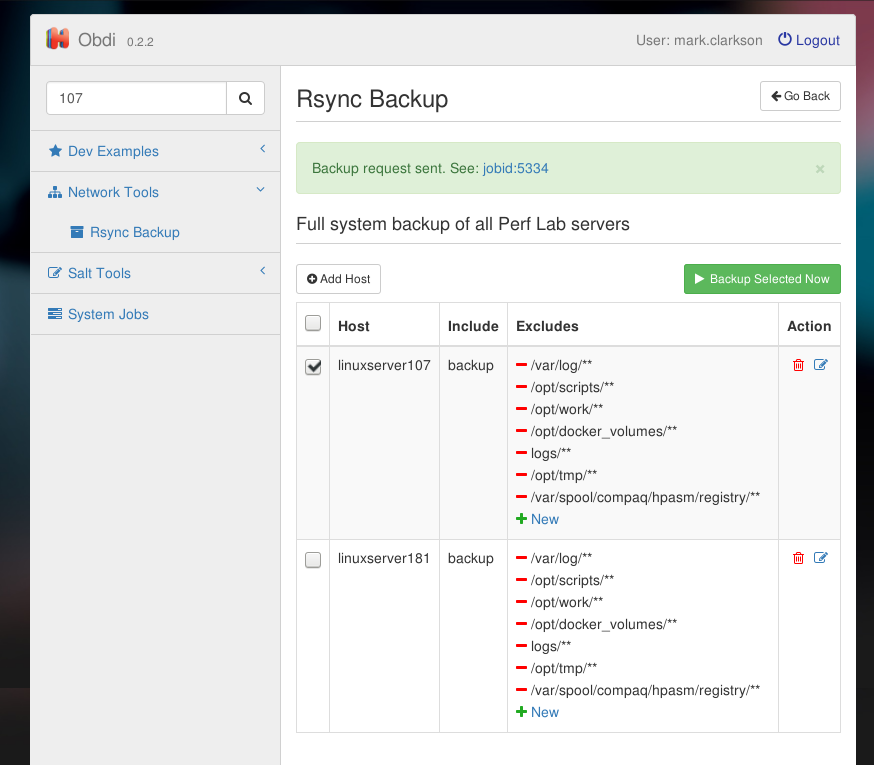 Obdi 0.2.2
User: mark.clarkson Logout
107
Dev Examples
Network Tools
Rsync Backup
Salt Tools
System Jobs
Rsync Backup
Go Back
Backup request sent. See: jobid:5334
×
Full system backup of all Perf Lab servers
Add Host
Backup Selected Now
Host Include Excludes Action
linuxserver107 backup /var/log/**
/opt/scripts/**
/opt/work/**
/opt/docker_volumes/**
logs/**
/opt/tmp/**
/var/spool/compaq/hpasm/registry/**
New
linuxserver181 backup /var/log/**
/opt/scripts/**
/opt/work/**
/opt/docker_volumes/**
logs/**
/opt/tmp/**
/var/spool/compaq/hpasm/registry/**
New